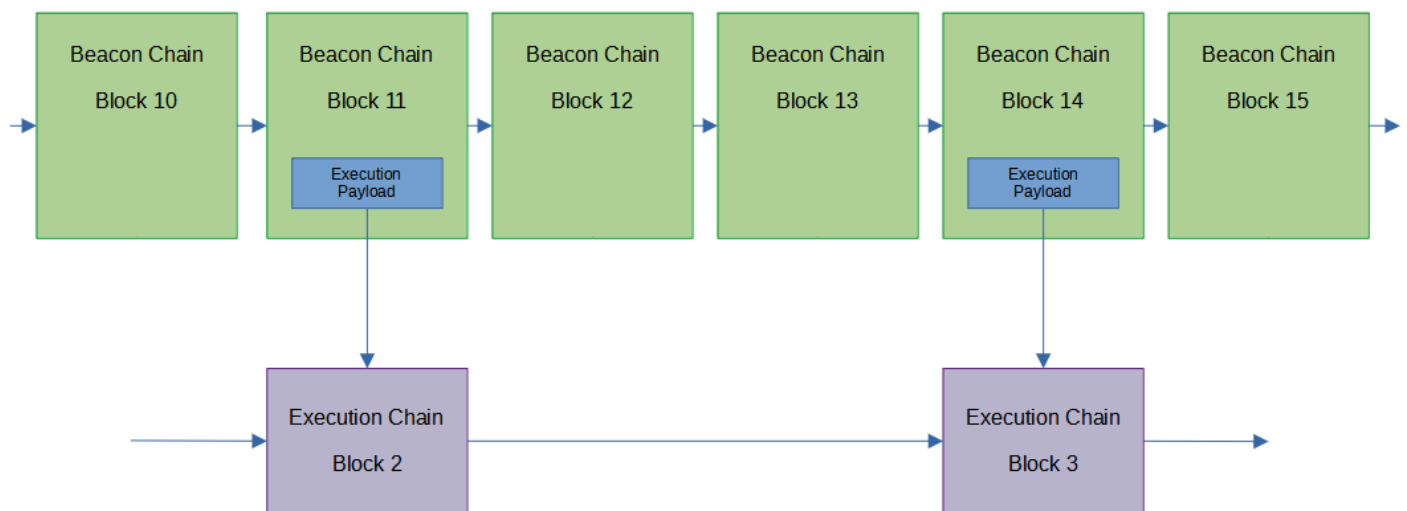 Beacon Chain
Block 10
Beacon Chain
Block 11
Execution
Payload
Beacon Chain
Block 12
Beacon Chain
Block 13
Beacon Chain
Block 14
Execution
Payload
Beacon Chain
Block 15
Execution Chain
Block 2
Execution Chain
Block 3